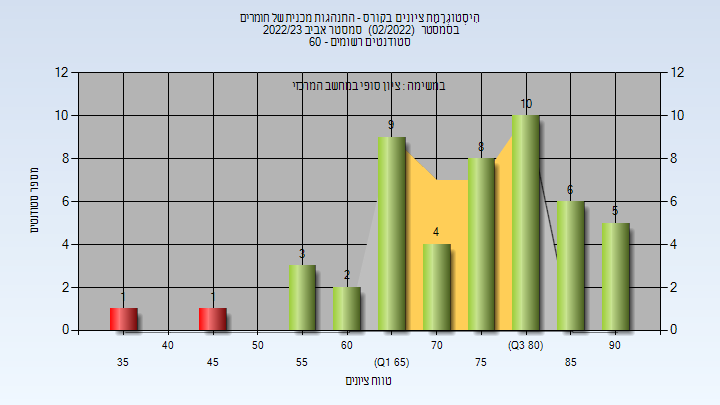 היסטוגרמת ציונים בקורס - התנהגות מכנית של חומרים
בסמסטר (02/2022) סמסטר אביב 2022/23
סטודנטים רשומים - 60
במשימה : ציון סופי במחשב המרכזי
12 12
10 10
8 8
6 6
4 4
2 2
0 0
1 1 3 2 9 4 8 10 6 5
מספר סטודנטים
40 50 60 70 (Q3 80) 90
35 45 55 (Q1 65) 75 85
טווח ציונים